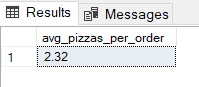 Results Messages
avg_pizzas_per_order
1 2.32